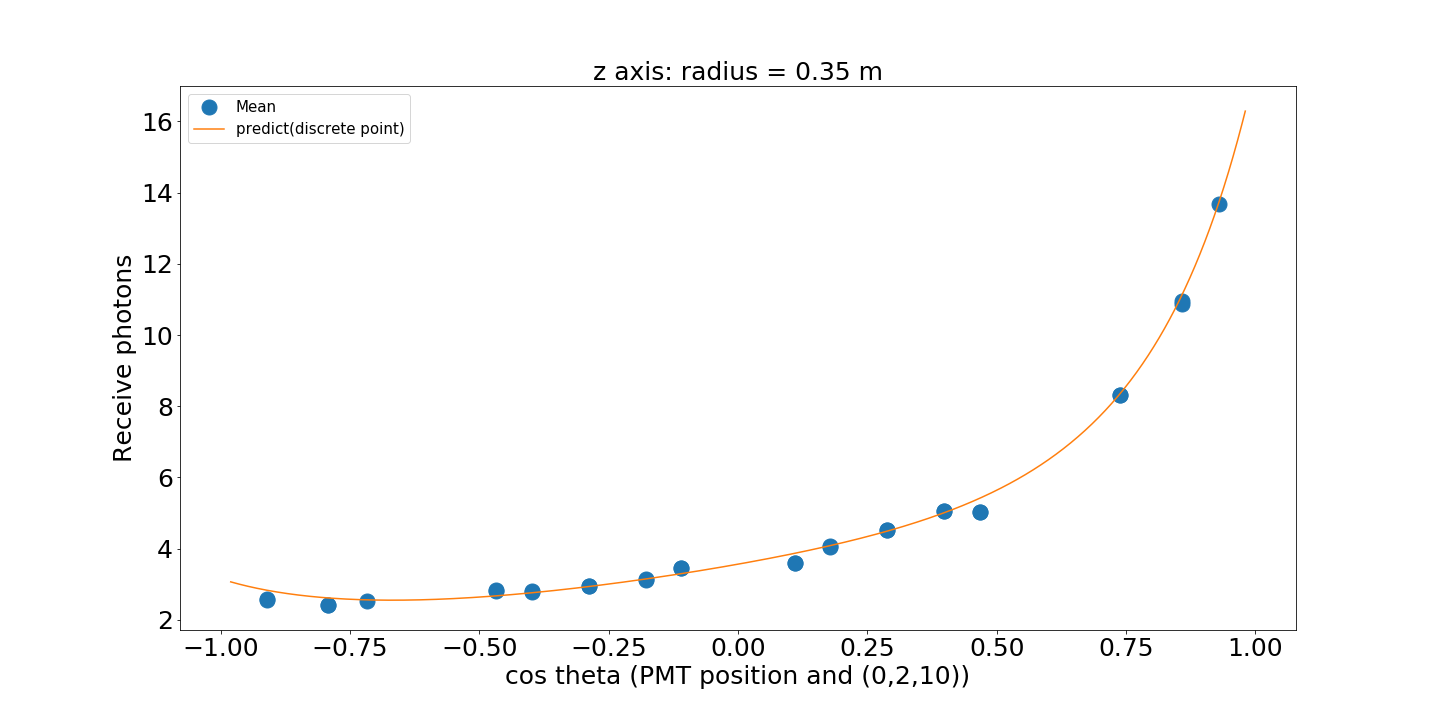 z axis: radius = 0.35 m
Mean
predict(discrete point)
Receive photons
16
14
12
10
8
6
4
2
−1.00 −0.75 −0.50 −0.25 0.00 0.25 0.50 0.75 1.00
cos theta (PMT position and (0,2,10))